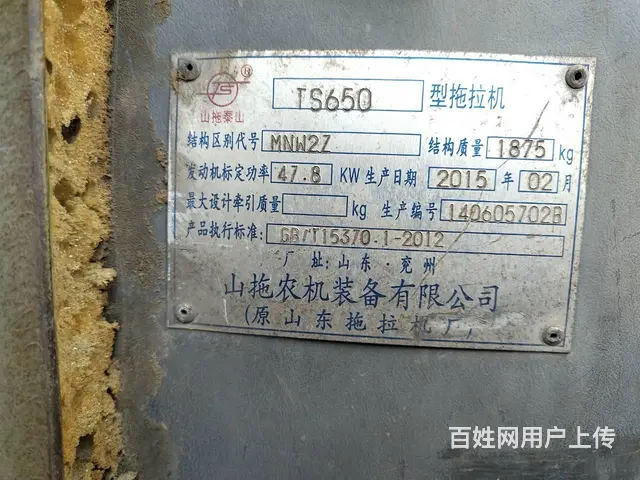 山拖泰山 ®
TS650 型拖拉机
结构区别代号 MNW2Z 结构质量 1875 kg
发动机标定功率 47.8 KW 生产日期 2015 年 02 月
最大设计牵引质量 kg 生产编号 140605702B
产品执行标准: GB/T15370.1-2012
厂 址: 山东 · 兖州
山拖农机装备有限公司
(原山东拖拉机厂)
百姓网用户上传